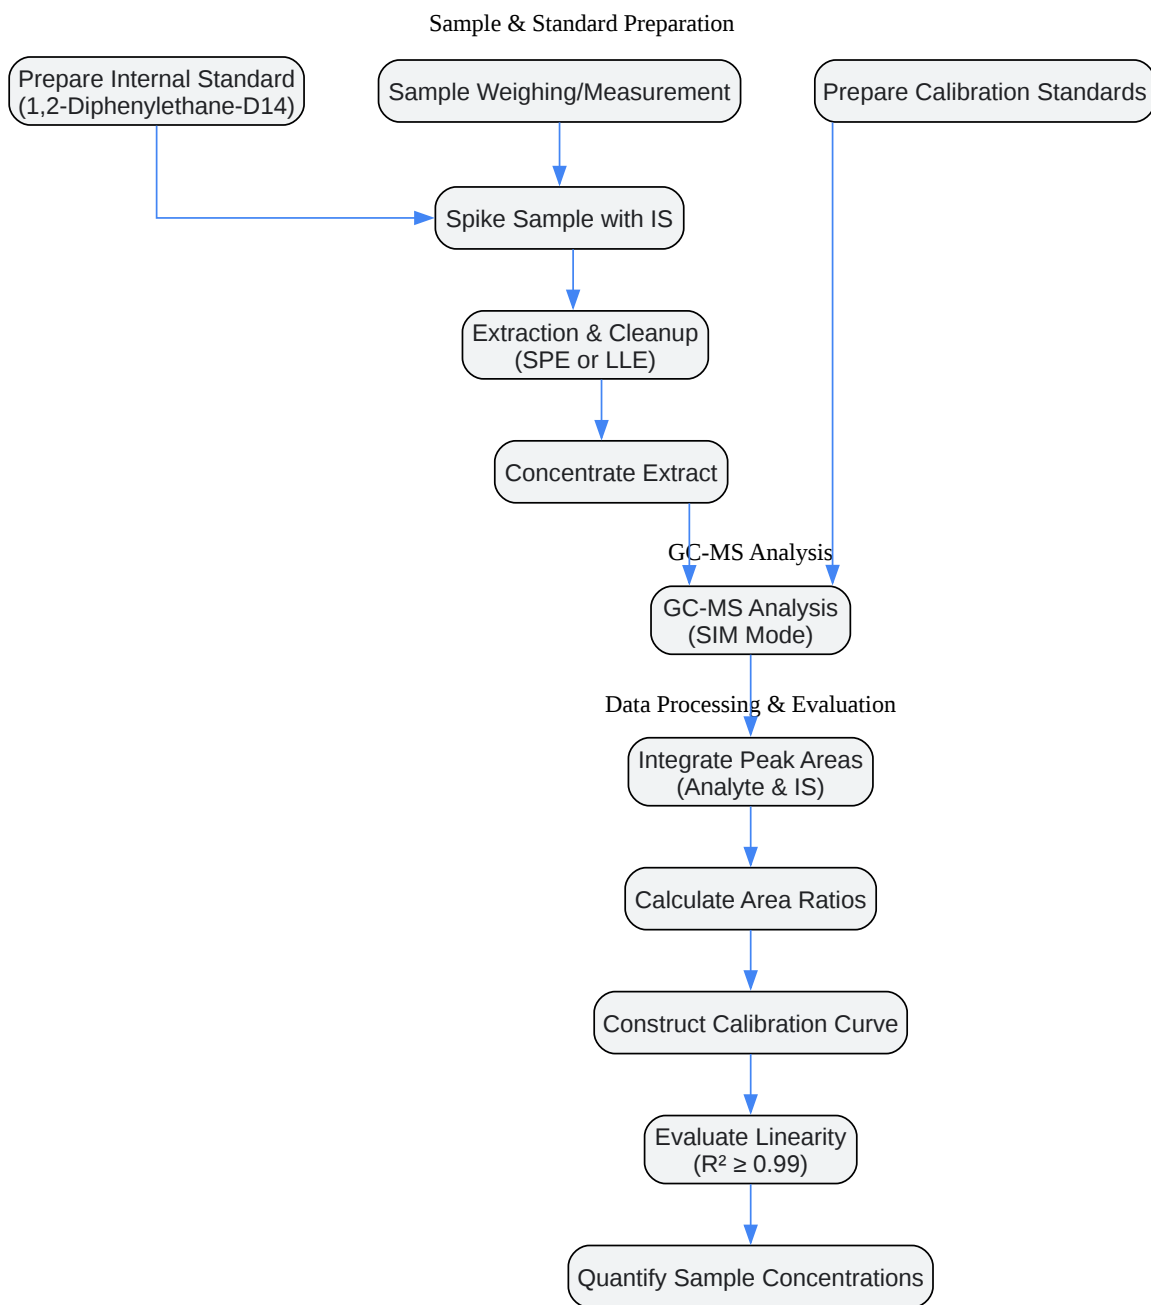 Sample & Standard Preparation
Prepare Internal Standard
(1,2-Diphenylethane-D14)
Sample Weighing/Measurement
Prepare Calibration Standards
Spike Sample with IS
Extraction & Cleanup
(SPE or LLE)
Concentrate Extract
GC-MS Analysis
GC-MS Analysis
(SIM Mode)
Data Processing & Evaluation
Integrate Peak Areas
(Analyte & IS)
Calculate Area Ratios
Construct Calibration Curve
Evaluate Linearity
(R² ≥ 0.99)
Quantify Sample Concentrations